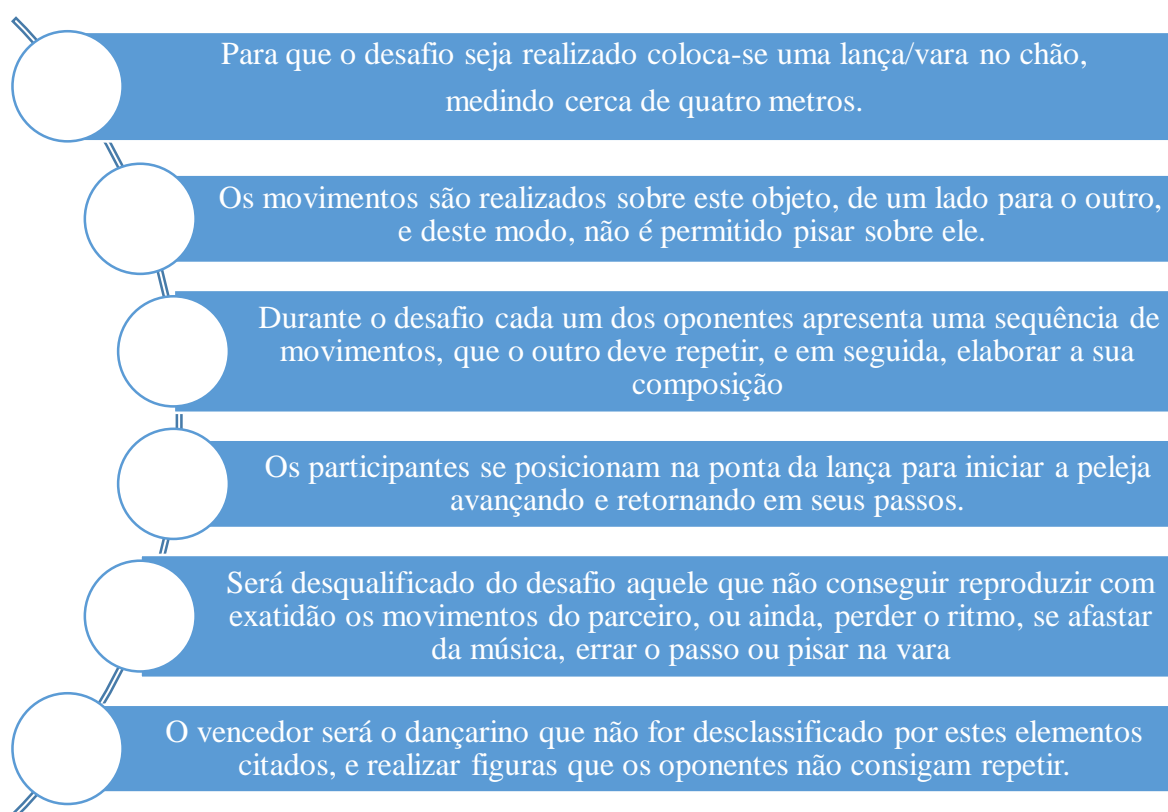 Para que o desafio seja realizado coloca-se uma lança/vara no chão,
medindo cerca de quatro metros.
Os movimentos são realizados sobre este objeto, de um lado para o outro,
e deste modo, não é permitido pisar sobre ele.
Durante o desafio cada um dos oponentes apresenta uma sequência de
movimentos, que o outro deve repetir, e em seguida, elaborar a sua
composição
Os participantes se posicionam na ponta da lança para iniciar a peleja
avançando e retornando em seus passos.
Será desqualificado do desafio aquele que não conseguir reproduzir com
exatidão os movimentos do parceiro, ou ainda, perder o ritmo, se afastar
da música, errar o passo ou pisar na vara
O vencedor será o dançarino que não for desclassificado por estes elementos
citados, e realizar figuras que os oponentes não consigam repetir.